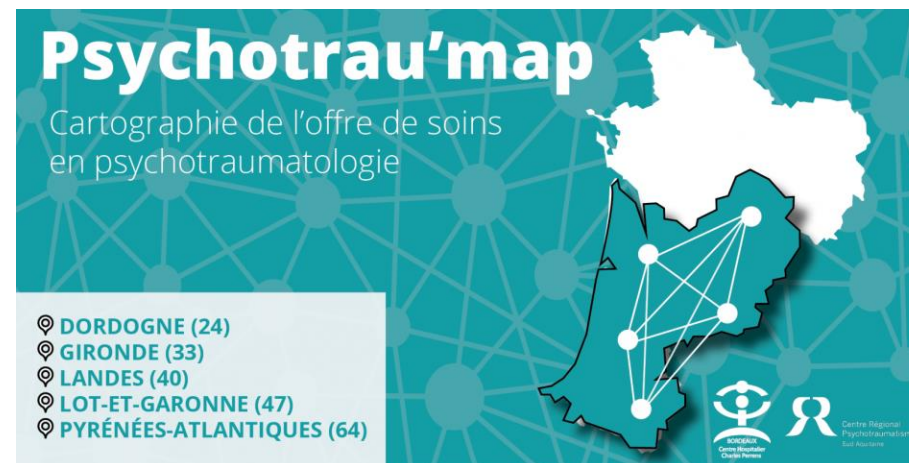 Psychotrau'map
Cartographie de l'offre de soins
en psychotraumatologie
DORDOGNE (24)
GIRONDE (33)
LANDES (40)
LOT-ET-GARONNE (47)
PYRÉNÉES-ATLANTIQUES (64)
BORDEAUX
Centre Hospitalier
Charles Perrens
Centre Régional
Psychotraumatisme
Sud Aquitaine